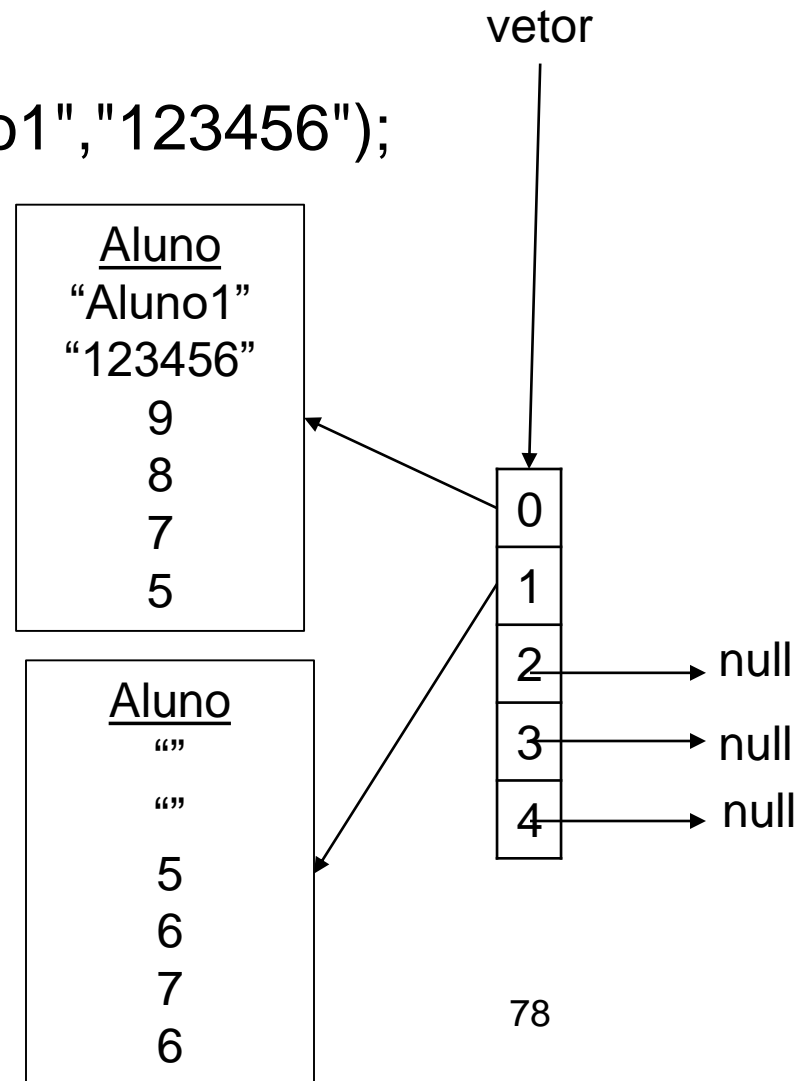 vetor
o1","123456");
Aluno
“Aluno1”
“123456”
9
8
7
5
0
1
2
3
4
null
null
null
Aluno
“”
“”
5
6
7
6
78